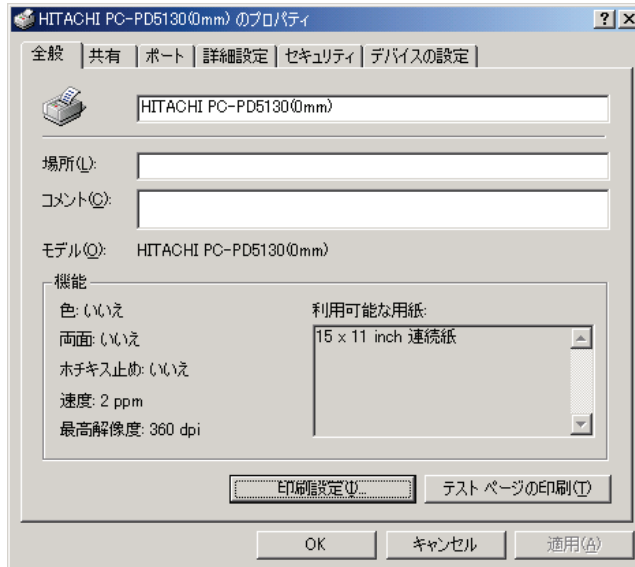 HITACHI PC-PD5130(0mm) のプロパティ
全般 共有 ポート 詳細設定 セキュリティ デバイスの設定
HITACHI PC-PD5130(0mm)
場所(L):
コメント(C):
モデル(O): HITACHI PC-PD5130(0mm)
機能
色: いいえ
両面: いいえ
ホチキス止め: いいえ
速度: 2 ppm
最高解像度: 360 dpi
利用可能な用紙:
15 x 11 inch 連続紙
印刷設定(I)... テスト ページの印刷(T)
OK キャンセル 適用(A)